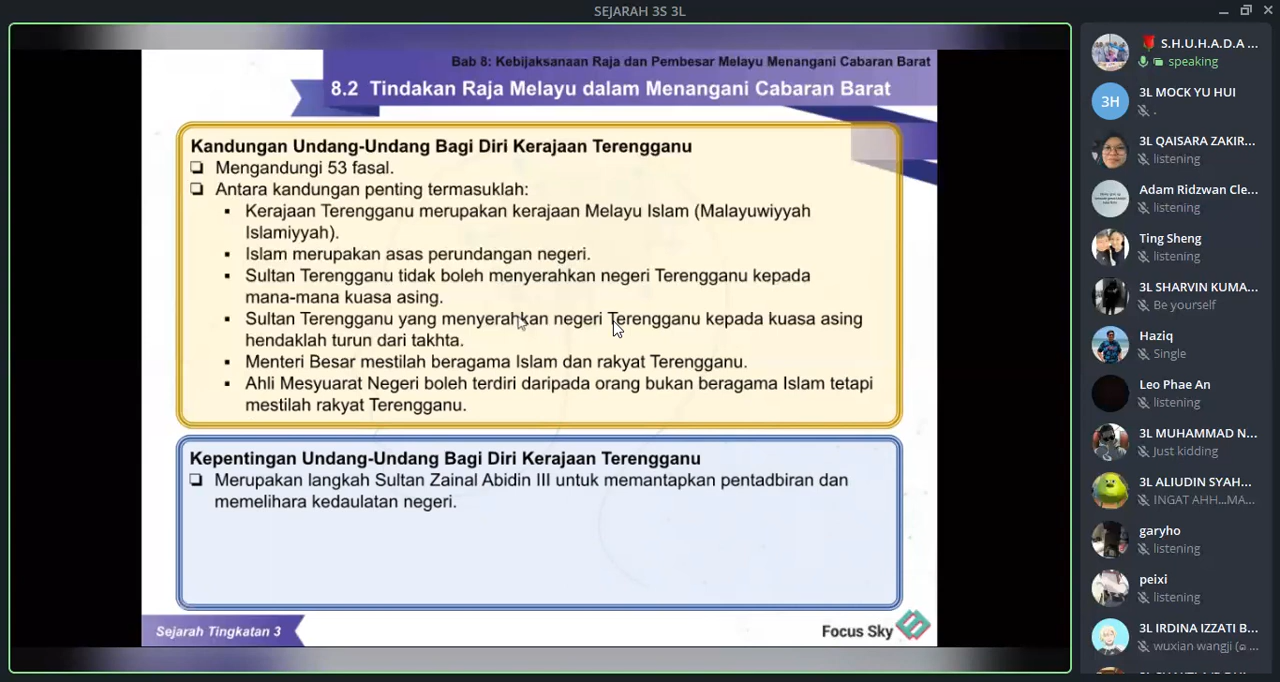 SEJARAH 3S 3L
Bab 8: Kebijaksanaan Raja dan Pembesar Melayu Menangani Cabaran Barat
8.2 Tindakan Raja Melayu dalam Menangani Cabaran Barat
Kandungan Undang-Undang Bagi Diri Kerajaan Terengganu
❑ Mengandungi 53 fasal.
❑ Antara kandungan penting termasuklah:
▪ Kerajaan Terengganu merupakan kerajaan Melayu Islam (Malayuwiyyah
Islamiyyah).
▪ Islam merupakan asas perundangan negeri.
▪ Sultan Terengganu tidak boleh menyerahkan negeri Terengganu kepada
mana-mana kuasa asing.
▪ Sultan Terengganu yang menyerahkan negeri Terengganu kepada kuasa asing
hendaklah turun dari takhta.
▪ Menteri Besar mestilah beragama Islam dan rakyat Terengganu.
▪ Ahli Mesyuarat Negeri boleh terdiri daripada orang bukan beragama Islam tetapi
mestilah rakyat Terengganu.
Kepentingan Undang-Undang Bagi Diri Kerajaan Terengganu
❑ Merupakan langkah Sultan Zainal Abidin III untuk memantapkan pentadbiran dan
memelihara kedaulatan negeri.
Sejarah Tingkatan 3
Focus Sky
🌹 S.H.U.H.A.D.A ...
speaking
3H
3L MOCK YU HUI
.
3L QAISARA ZAKIR...
listening
Adam Ridzwan Cle...
listening
Ting Sheng
listening
3L SHARVIN KUMA...
Be yourself
Haziq
Single
Leo Phae An
listening
3L MUHAMMAD N...
Just kidding
3L ALIUDIN SYAH...
INGAT AHH...MA...
garyho
listening
peixi
listening
3L IRDINA IZZATI B...
wuxian wangji (๑ ...